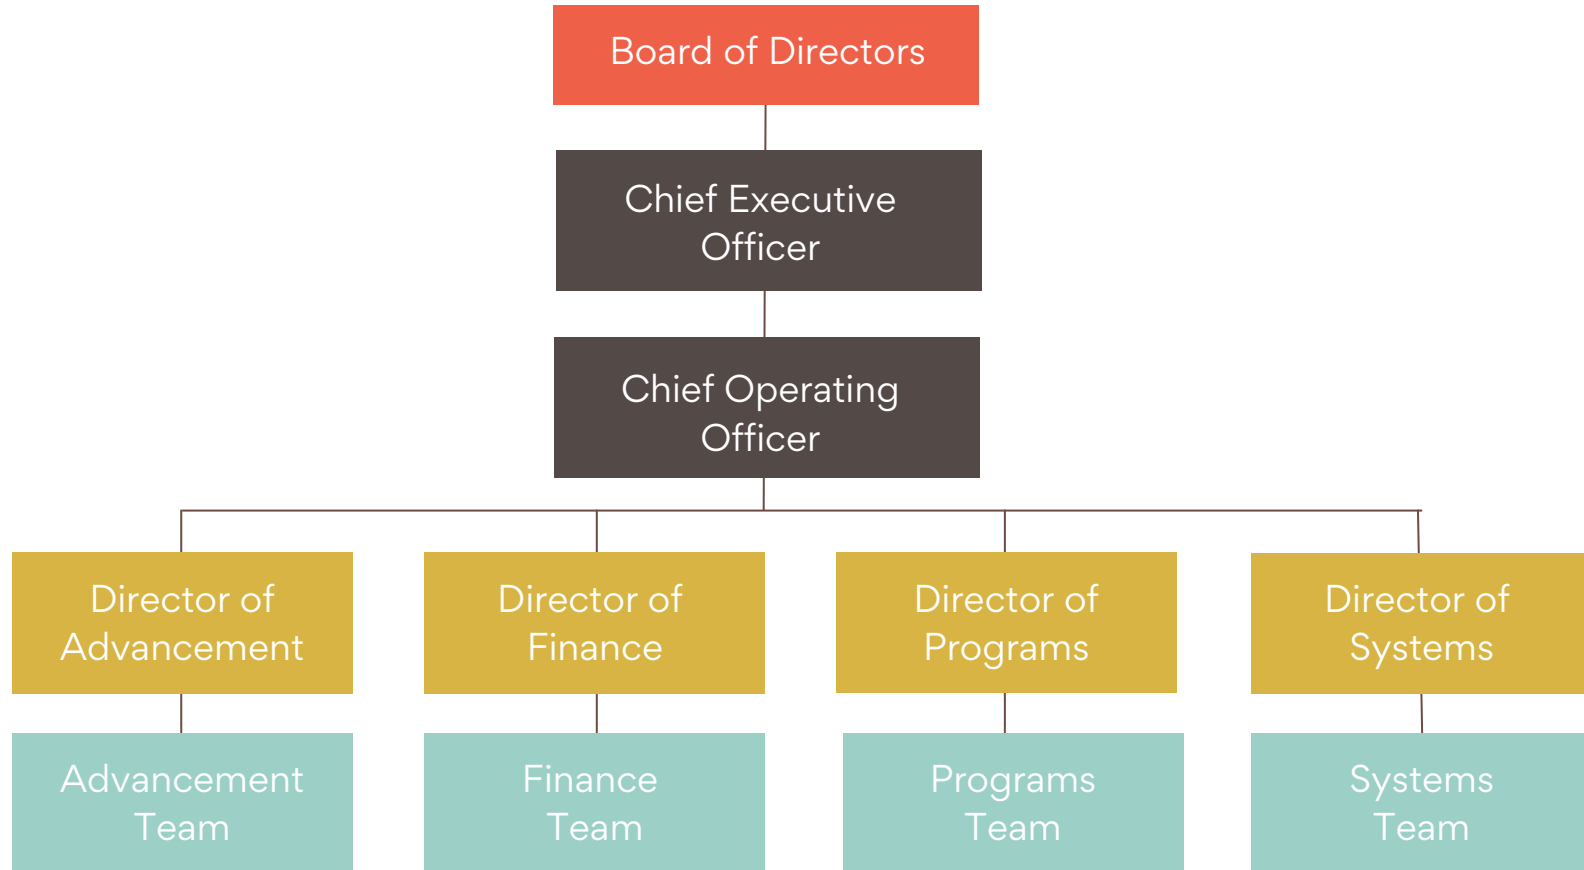 Board of Directors
Chief Executive
Officer
Chief Operating
Officer
Director of
Advancement
Director of
Finance
Director of
Programs
Director of
Systems
Advancement
Team
Finance
Team
Programs
Team
Systems
Team